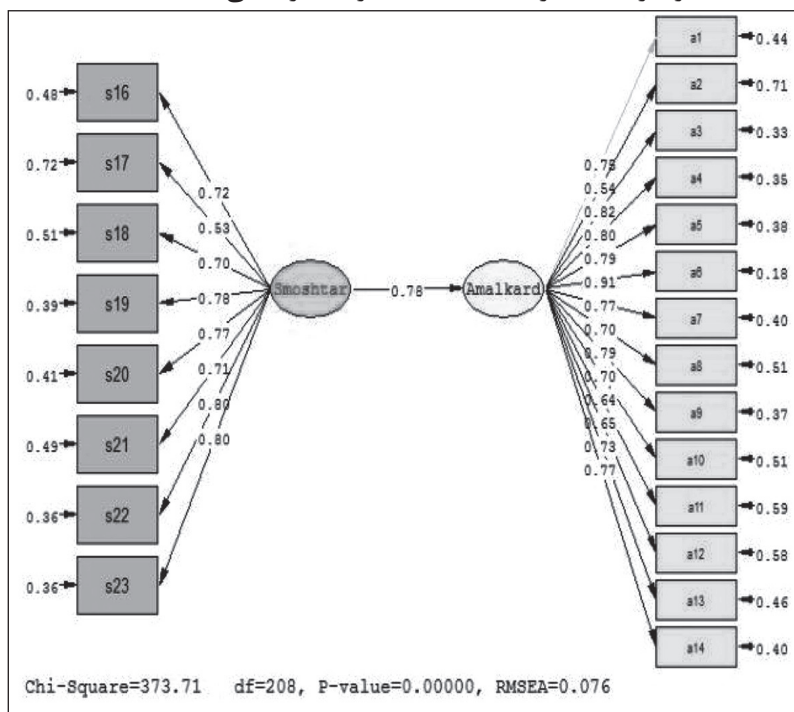 0.48 s16
0.72 s17
0.51 s18
0.39 s19
0.41 s20
0.49 s21
0.36 s22
0.36 s23
0.72
0.53
0.70
0.78
0.77
0.71
0.80
0.80
Smoshtar 0.78 Amalkard
0.75
0.54
0.82
0.80
0.79
0.91
0.77
0.70
0.79
0.70
0.64
0.65
0.73
0.77
a1 0.44
a2 0.71
a3 0.33
a4 0.35
a5 0.38
a6 0.18
a7 0.40
a8 0.51
a9 0.37
a10 0.51
a11 0.59
a12 0.58
a13 0.46
a14 0.40
Chi-Square=373.71 df=208, P-value=0.00000, RMSEA=0.076